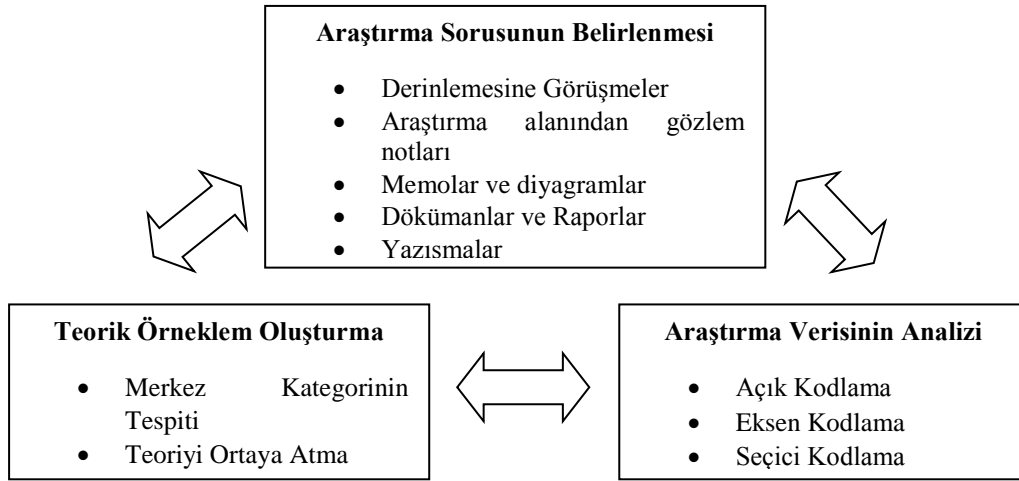 Araştırma Sorusunun Belirlenmesi
• Derinlemesine Görüşmeler
• Araştırma alanından gözlem
notları
• Memolar ve diyagramlar
• Dökümanlar ve Raporlar
• Yazısmalar
Teorik Örneklem Oluşturma
• Merkez Kategorinin
Tespiti
• Teoriyi Ortaya Atma
Araştırma Verisinin Analizi
• Açık Kodlama
• Eksen Kodlama
• Seçici Kodlama